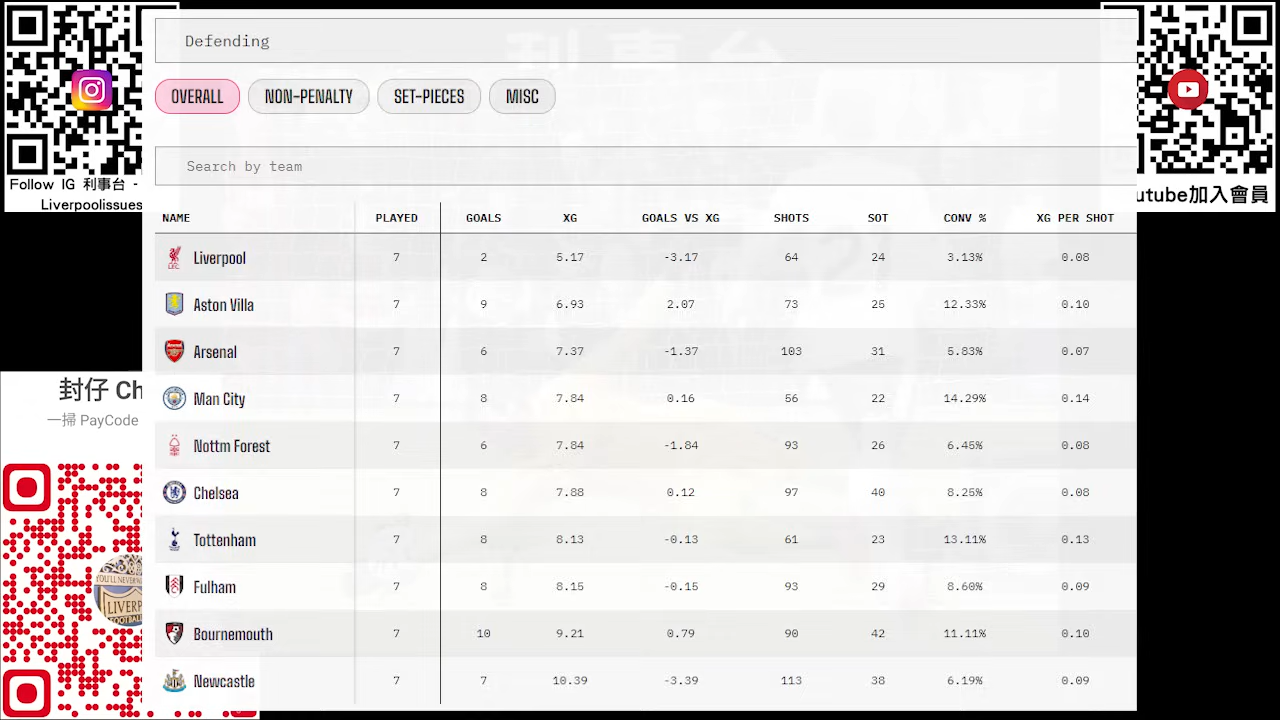 利事台
Defending
OVERALL NON-PENALTY SET-PIECES MISC
Search by team
Follow IG 利事台 -
Liverpoolissues
utube加入會員
NAME PLAYED GOALS XG GOALS VS XG SHOTS SOT CONV % XG PER SHOT
Liverpool 7 2 5.17 -3.17 64 24 3.13% 0.08
Aston Villa 7 9 6.93 2.07 73 25 12.33% 0.10
Arsenal 7 6 7.37 -1.37 103 31 5.83% 0.07
Man City 7 8 7.84 0.16 56 22 14.29% 0.14
Nottm Forest 7 6 7.84 -1.84 93 26 6.45% 0.08
Chelsea 7 8 7.88 0.12 97 40 8.25% 0.08
Tottenham 7 8 8.13 -0.13 61 23 13.11% 0.13
Fulham 7 8 8.15 -0.15 93 29 8.60% 0.09
Bournemouth 7 10 9.21 0.79 90 42 11.11% 0.10
Newcastle 7 7 10.39 -3.39 113 38 6.19% 0.09
封仔 Ch
一掃 PayCode